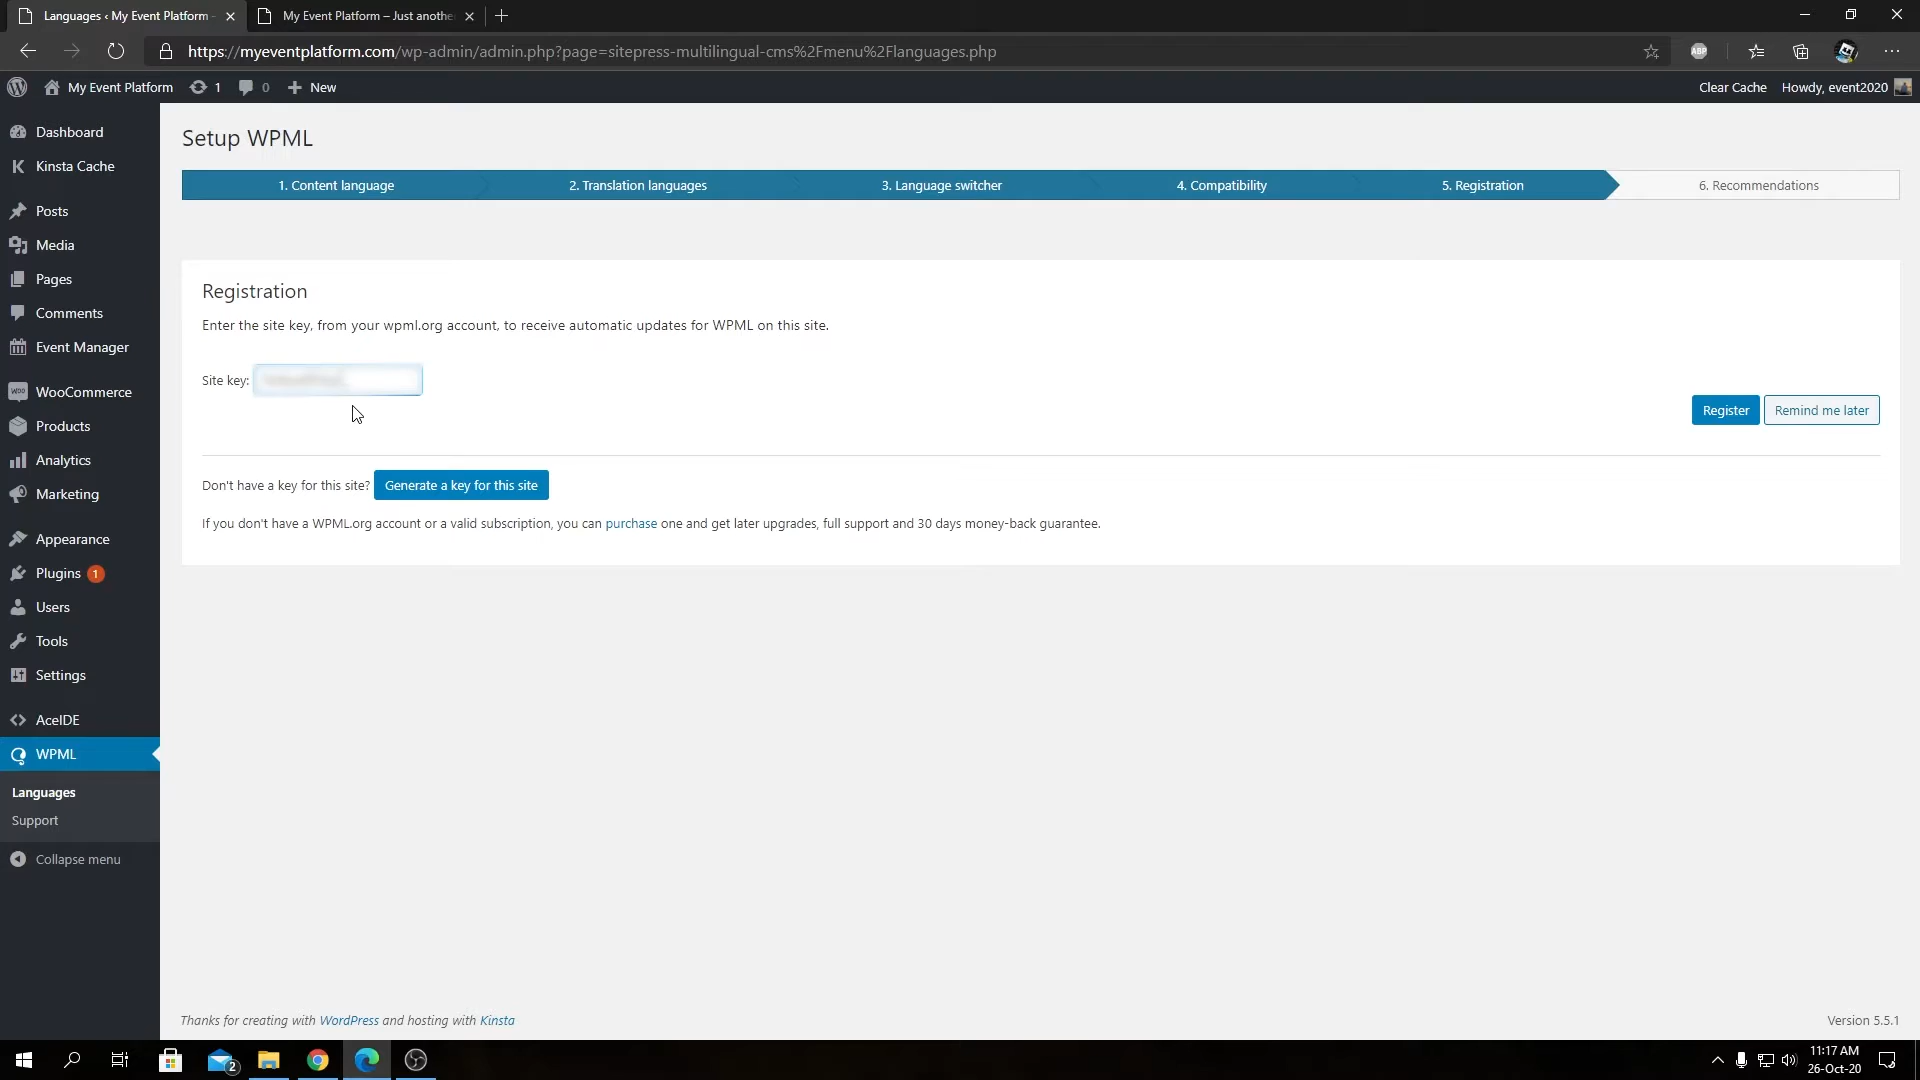 Languages ‹ My Event Platform -
My Event Platform – Just anothe
https://myeventplatform.com/wp-admin/admin.php?page=sitepress-multilingual-cms%2Fmenu%2Flanguages.php
ABP
My Event Platform
1
0
New
Clear Cache
Howdy, event2020
Dashboard
Kinsta Cache
Posts
Media
Pages
Comments
Event Manager
WooCommerce
Products
Analytics
Marketing
Appearance
Plugins 1
Users
Tools
Settings
AceIDE
WPML
Languages
Support
Collapse menu
Setup WPML
1. Content language
2. Translation languages
3. Language switcher
4. Compatibility
5. Registration
6. Recommendations
Registration
Enter the site key, from your wpml.org account, to receive automatic updates for WPML on this site.
Site key:
Register
Remind me later
Don't have a key for this site?
Generate a key for this site
If you don't have a WPML.org account or a valid subscription, you can purchase one and get later upgrades, full support and 30 days money-back guarantee.
Thanks for creating with WordPress and hosting with Kinsta
Version 5.5.1
2
11:17 AM
26-Oct-20